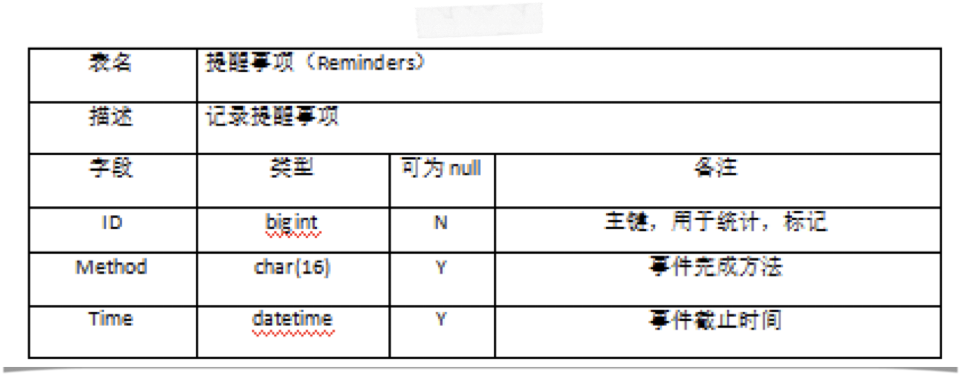 表名 提醒事项（Reminders）
描述 记录提醒事项
字段 类型 可为 null 备注
ID bigint N 主键，用于统计，标记
Method char(16) Y 事件完成方法
Time datetime Y 事件截止时间